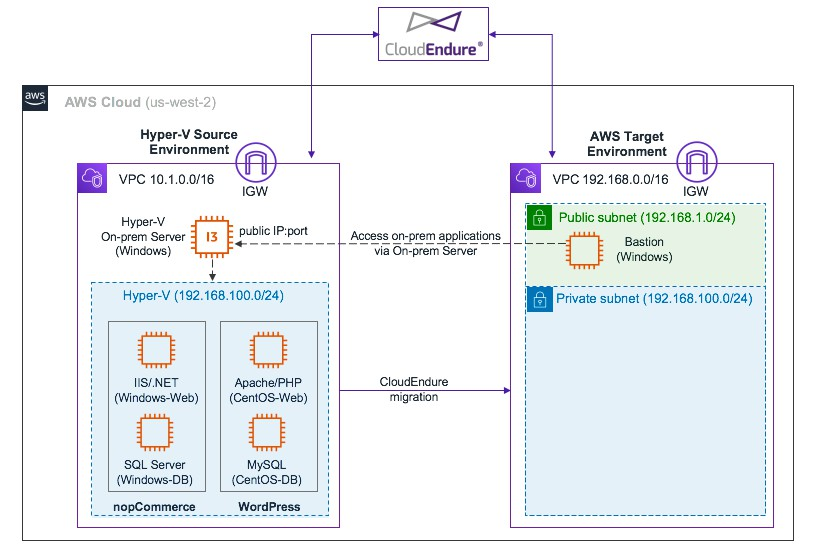 CloudEndure®
aws
AWS Cloud (us-west-2)
Hyper-V Source
Environment
IGW
VPC 10.1.0.0/16
Hyper-V
On-prem Server
(Windows)
I3
public IP:port
Access on-prem applications
via On-prem Server
Hyper-V (192.168.100.0/24)
IIS/.NET
(Windows-Web)
SQL Server
(Windows-DB)
nopCommerce
Apache/PHP
(CentOS-Web)
MySQL
(CentOS-DB)
WordPress
CloudEndure
migration
AWS Target
Environment
IGW
VPC 192.168.0.0/16
Public subnet (192.168.1.0/24)
Bastion
(Windows)
Private subnet (192.168.100.0/24)